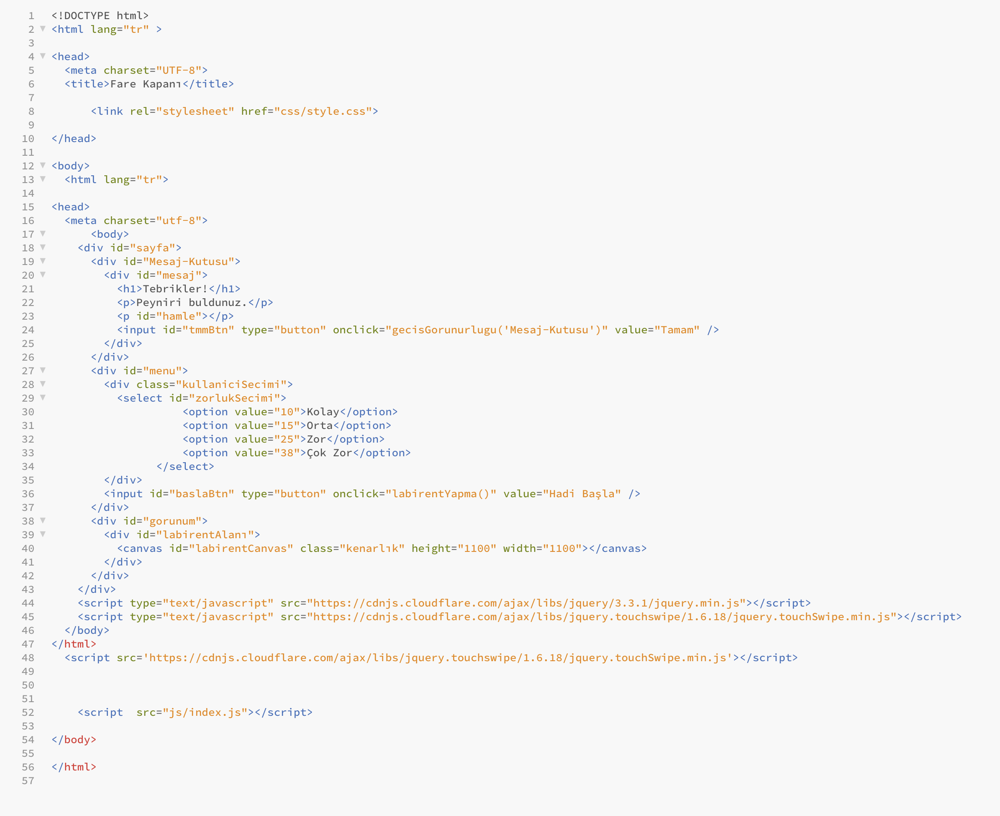 1 <!DOCTYPE html>
2 <html lang="tr" >
3
4 <head>
5   <meta charset="UTF-8">
6   <title>Fare Kapanı</title>
7
8       <link rel="stylesheet" href="css/style.css">
9
10 </head>
11
12 <body>
13   <html lang="tr">
14
15 <head>
16   <meta charset="utf-8">
17       <body>
18     <div id="sayfa">
19       <div id="Mesaj-Kutusu">
20         <div id="mesaj">
21           <h1>Tebrikler!</h1>
22           <p>Peyniri buldunuz.</p>
23           <p id="hamle"></p>
24           <input id="tmmBtn" type="button" onclick="gecisGorunurlugu('Mesaj-Kutusu')" value="Tamam" />
25         </div>
26       </div>
27       <div id="menu">
28         <div class="kullaniciSecimi">
29           <select id="zorlukSecimi">
30                     <option value="10">Kolay</option>
31                     <option value="15">Orta</option>
32                     <option value="25">Zor</option>
33                     <option value="38">Çok Zor</option>
34                 </select>
35         </div>
36         <input id="baslaBtn" type="button" onclick="labirentYapma()" value="Hadi Başla" />
37       </div>
38       <div id="gorunum">
39         <div id="labirentAlanı">
40           <canvas id="labirentCanvas" class="kenarlık" height="1100" width="1100"></canvas>
41         </div>
42       </div>
43     </div>
44     <script type="text/javascript" src="https://cdnjs.cloudflare.com/ajax/libs/jquery/3.3.1/jquery.min.js"></script>
45     <script type="text/javascript" src="https://cdnjs.cloudflare.com/ajax/libs/jquery.touchswipe/1.6.18/jquery.touchSwipe.min.js"></script>
46   </body>
47 </html>
48   <script src='https://cdnjs.cloudflare.com/ajax/libs/jquery.touchswipe/1.6.18/jquery.touchSwipe.min.js'></script>
49
50
51
52     <script  src="js/index.js"></script>
53
54 </body>
55
56 </html>
57